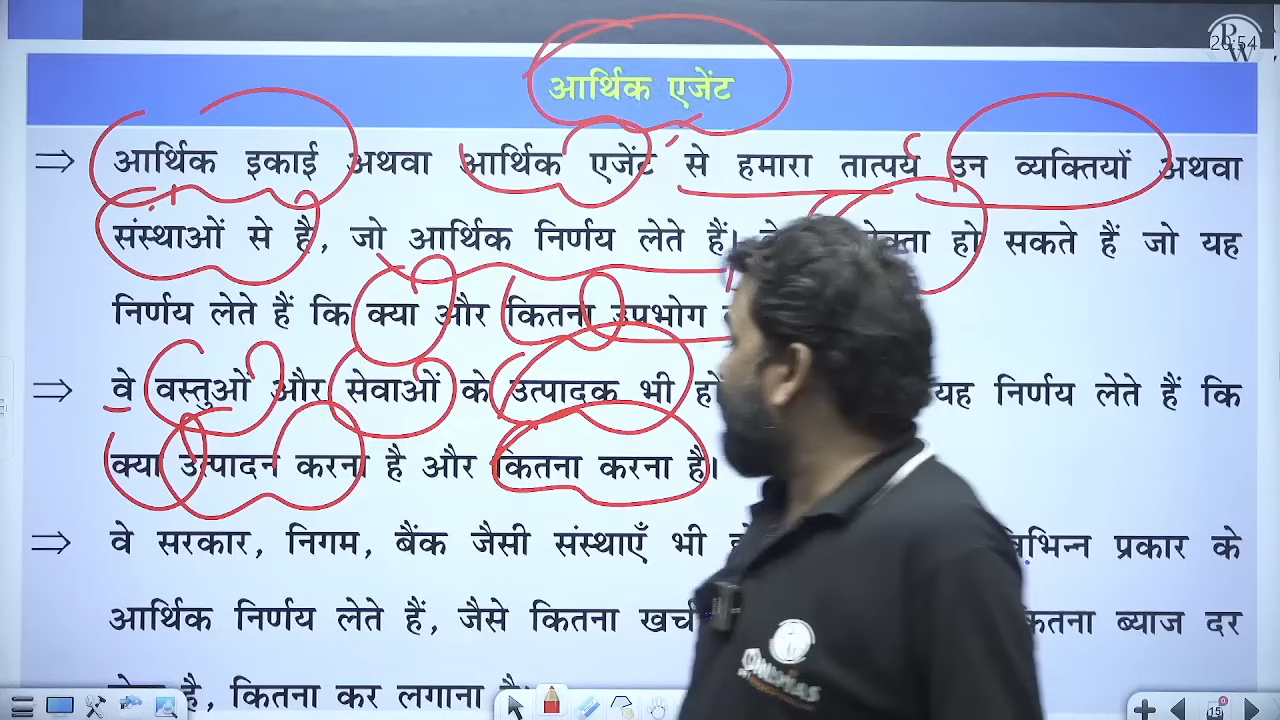 20:54
आर्थिक एजेंट
⇒ आर्थिक इकाई अथवा आर्थिक एजेंट से हमारा तात्पर्य उन व्यक्तियों अथवा
संस्थाओं से है, जो आर्थिक निर्णय लेते हैं। हो सकते हैं जो यह
निर्णय लेते हैं कि क्या और कितना उपभोग
⇒ वे वस्तुओं और सेवाओं के उत्पादक भी यह निर्णय लेते हैं कि
क्या उत्पादन करना है और कितना करना है।
⇒ वे सरकार, निगम, बैंक जैसी संस्थाएँ भी विभिन्न प्रकार के
आर्थिक निर्णय लेते हैं, जैसे कितना खर्चा कितना ब्याज दर
है, कितना कर लगाना है